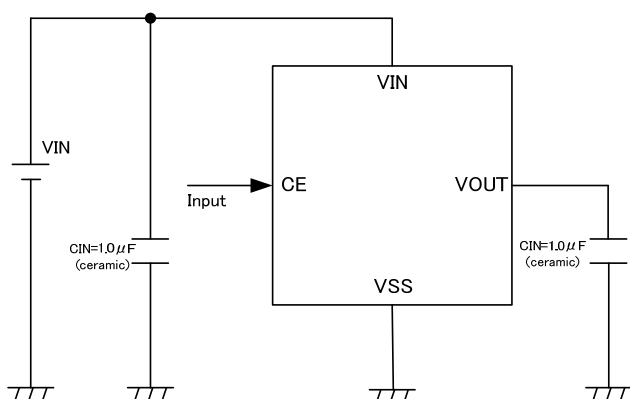 VIN
VIN
CE
VOUT
Input
CIN=1.0μF
(ceramic)
CIN=1.0μF
(ceramic)
VSS